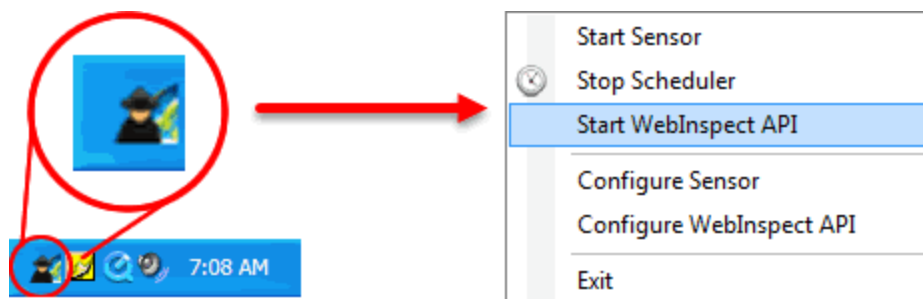 7:08 AM
Start Sensor
Stop Scheduler
Start WebInspect API
Configure Sensor
Configure WebInspect API
Exit